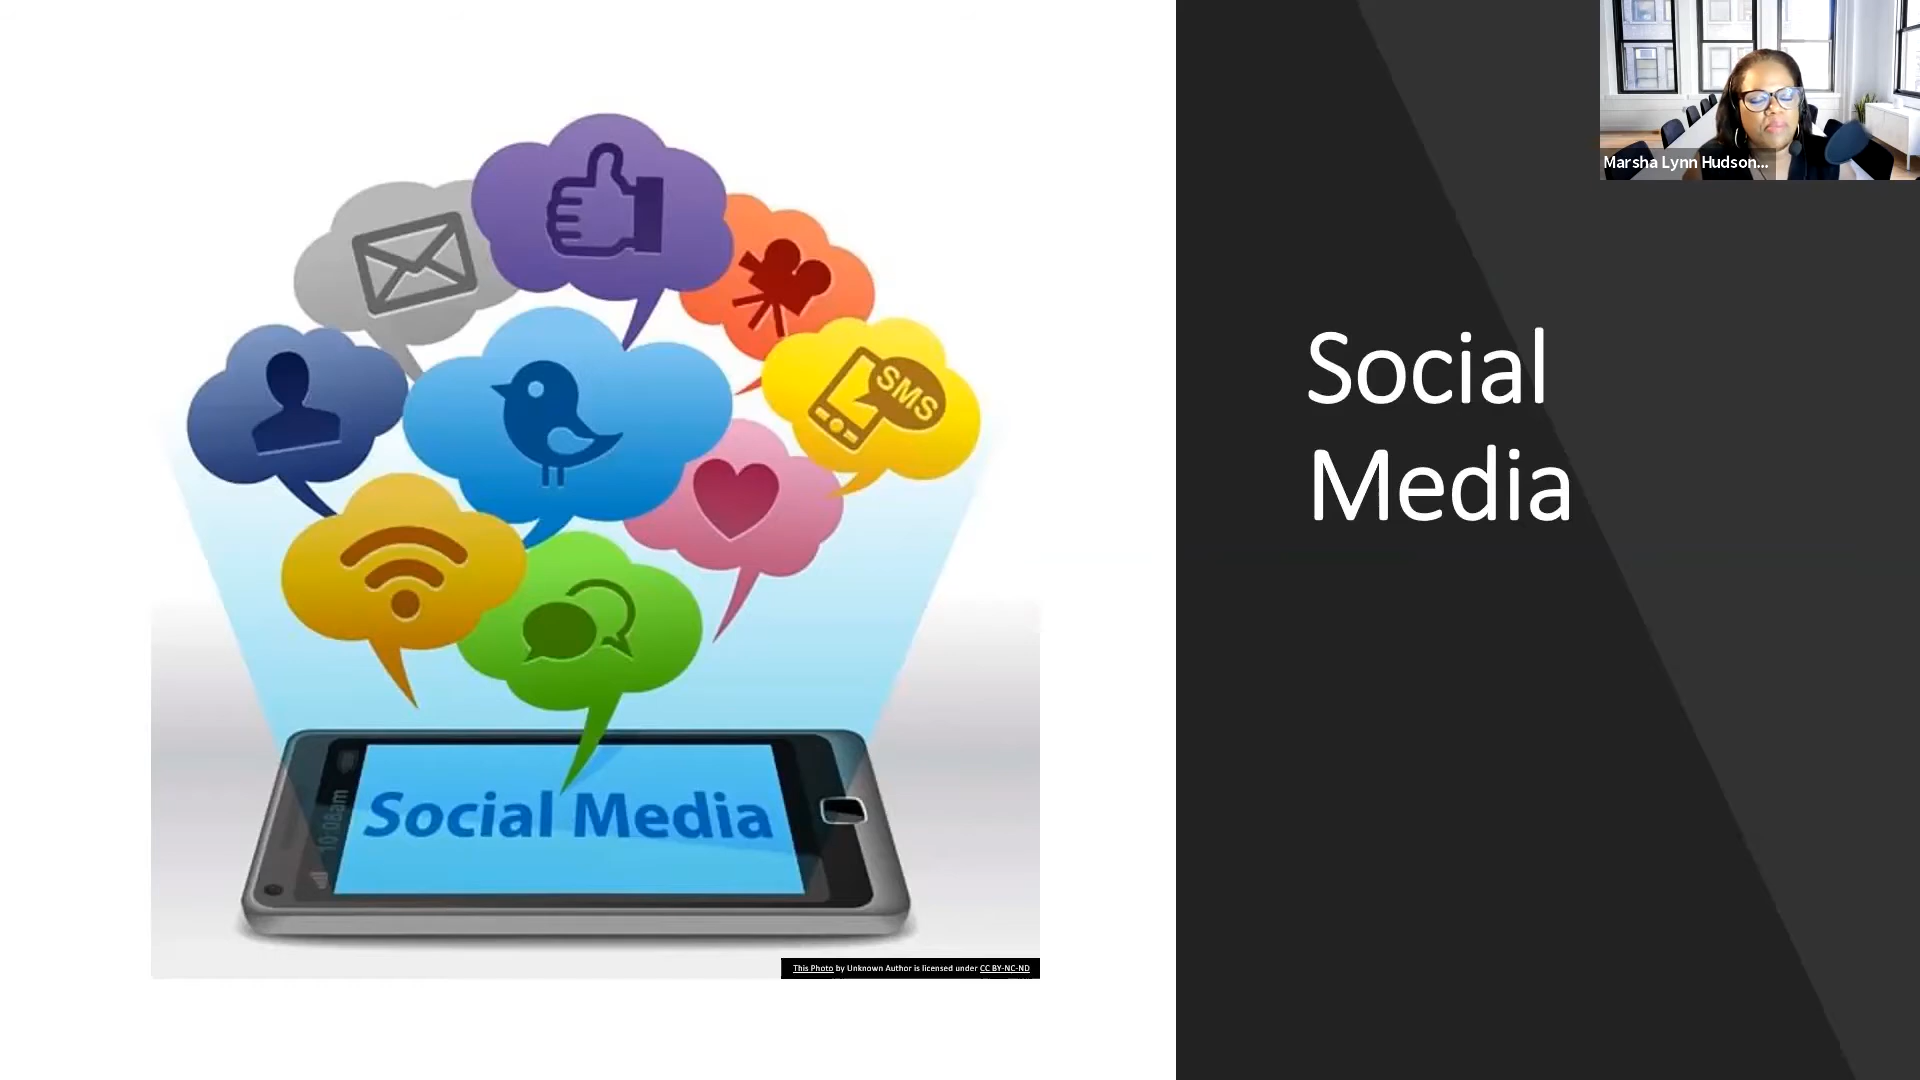 Marsha Lynn Hudson...
SMS
Social
Media
10:08am
Social Media
This Photo by Unknown Author is licensed under CC BY-NC-ND